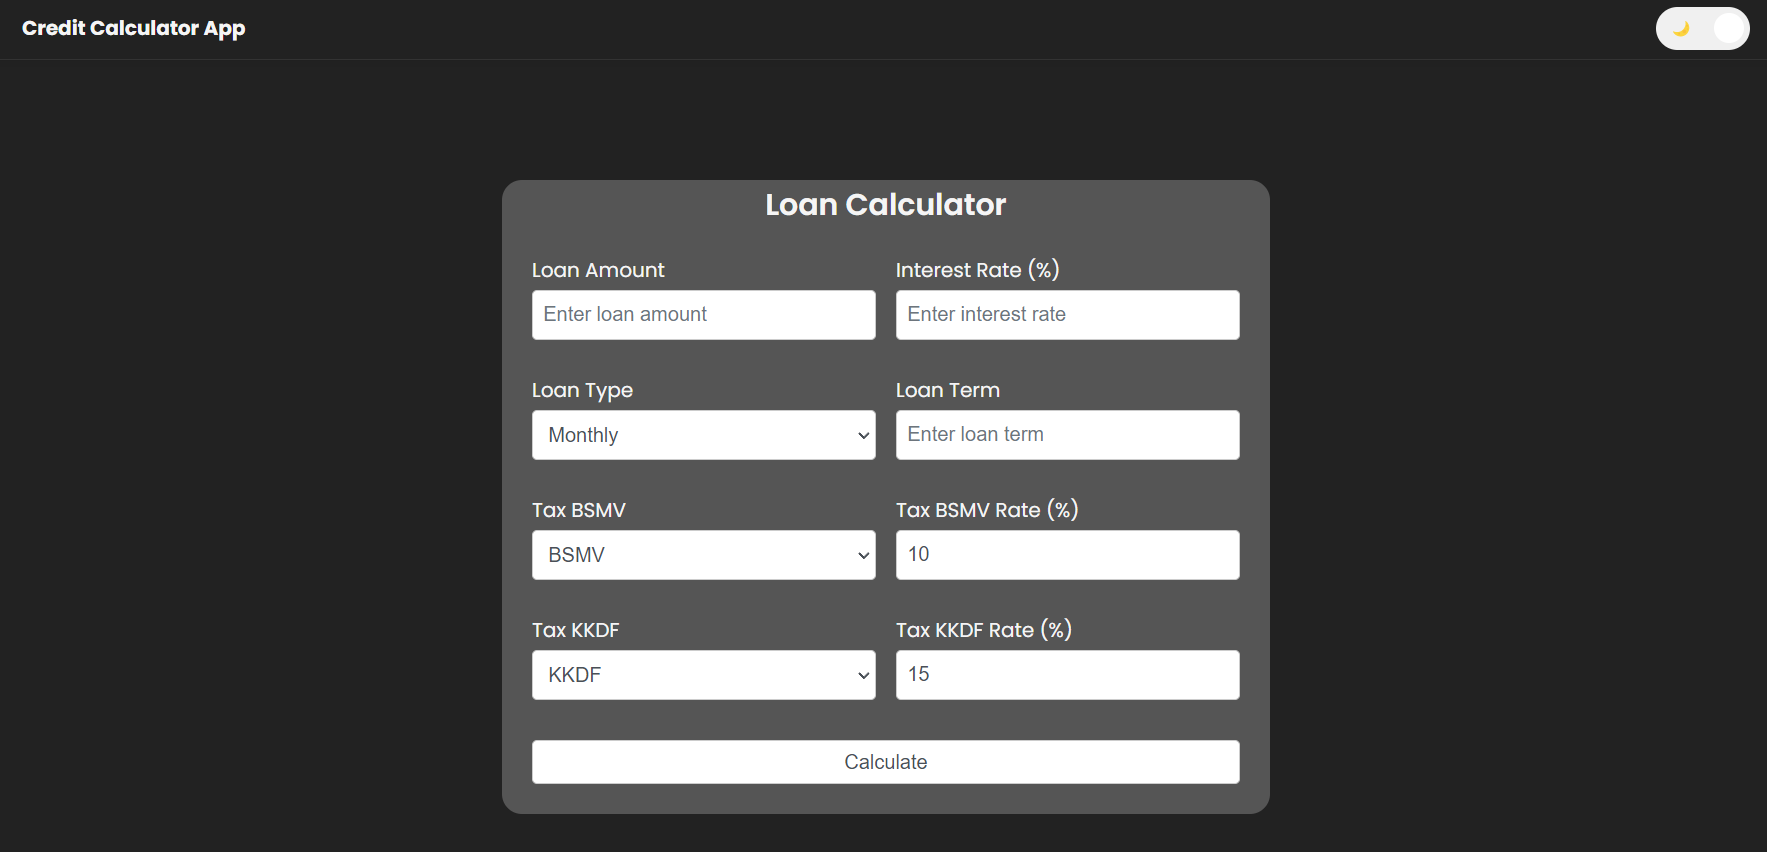 Credit Calculator App
Loan Calculator
Loan Amount
Interest Rate (%)
Enter loan amount
Enter interest rate
Loan Type
Loan Term
Monthly
Enter loan term
Tax BSMV
Tax BSMV Rate (%)
BSMV
10
Tax KKDF
Tax KKDF Rate (%)
KKDF
15
Calculate